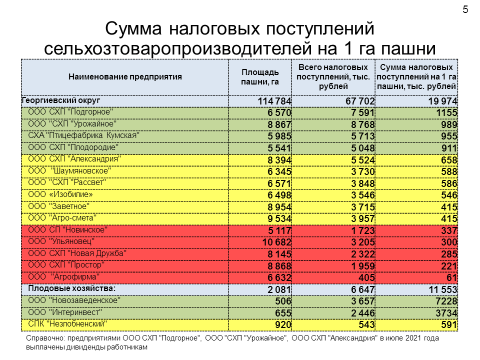 5
Сумма налоговых поступлений
сельхозтоваропроизводителей на 1 га пашни
Наименование предприятия | Площадь пашни, га | Всего налоговых поступлений, тыс. рублей | Сумма налоговых поступлений на 1 га пашни, тыс. рублей
Георгиевский округ 114 784 67 702 19 974
ООО СХП "Подгорное" 6 570 7 591 1155
ООО "СХП "Урожайное" 8 867 8 768 989
СХА "Птицефабрика Кумская" 5 985 5 713 955
ООО СХП "Плодородие" 5 541 5 048 911
ООО СХП "Александрия" 8 394 5 524 658
ООО "Шаумяновское" 6 345 3 730 588
ООО "СХП "Рассвет" 6 571 3 848 586
ООО «Изобилие» 6 498 3 546 546
ООО "Заветное" 8 954 3 715 415
ООО "Агро-смета" 9 534 3 957 415
ООО СП "Новинское" 5 117 1 723 337
ООО "Ульяновец" 10 682 3 205 300
ООО "СХП "Новая Дружба" 8 145 2 322 285
ООО "СХП "Простор" 8 868 1 959 221
ООО "Агрофирма" 6 632 405 61
Плодовые хозяйства: 2 081 6 647 11 553
ООО "Новозаведенское" 506 3 657 7228
ООО "Интеринвест" 655 2 446 3734
СПК "Незлобненский" 920 543 591
Справочно: предприятиями ООО СХП "Подгорное", ООО "СХП "Урожайное", ООО СХП "Александрия" в июле 2021 года
выплачены дивиденды работникам